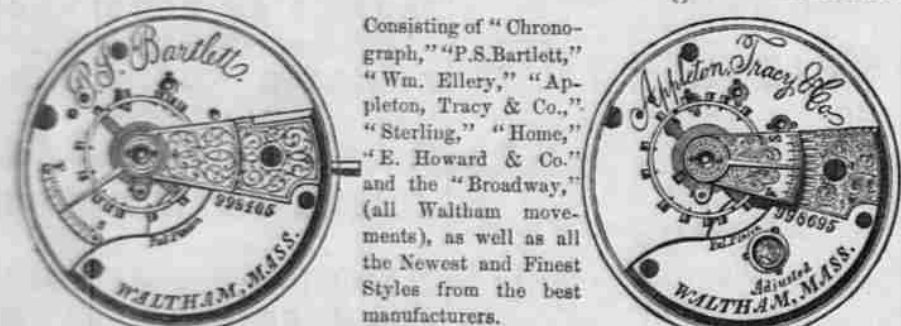 P.S. Bartlett.
998105
WALTHAM, MASS.
Consisting of "Chrono-
graph," "P.S.Bartlett,"
"Wm. Ellery," "Ap-
pleton, Tracy & Co.,"
"Sterling," "Home,"
"E. Howard & Co."
and the "Broadway,"
(all Waltham move-
ments), as well as all
the Newest and Finest
Styles from the best
manufacturers.
Appleton, Tracy & Co.
998695
Adjusted
WALTHAM, MASS.